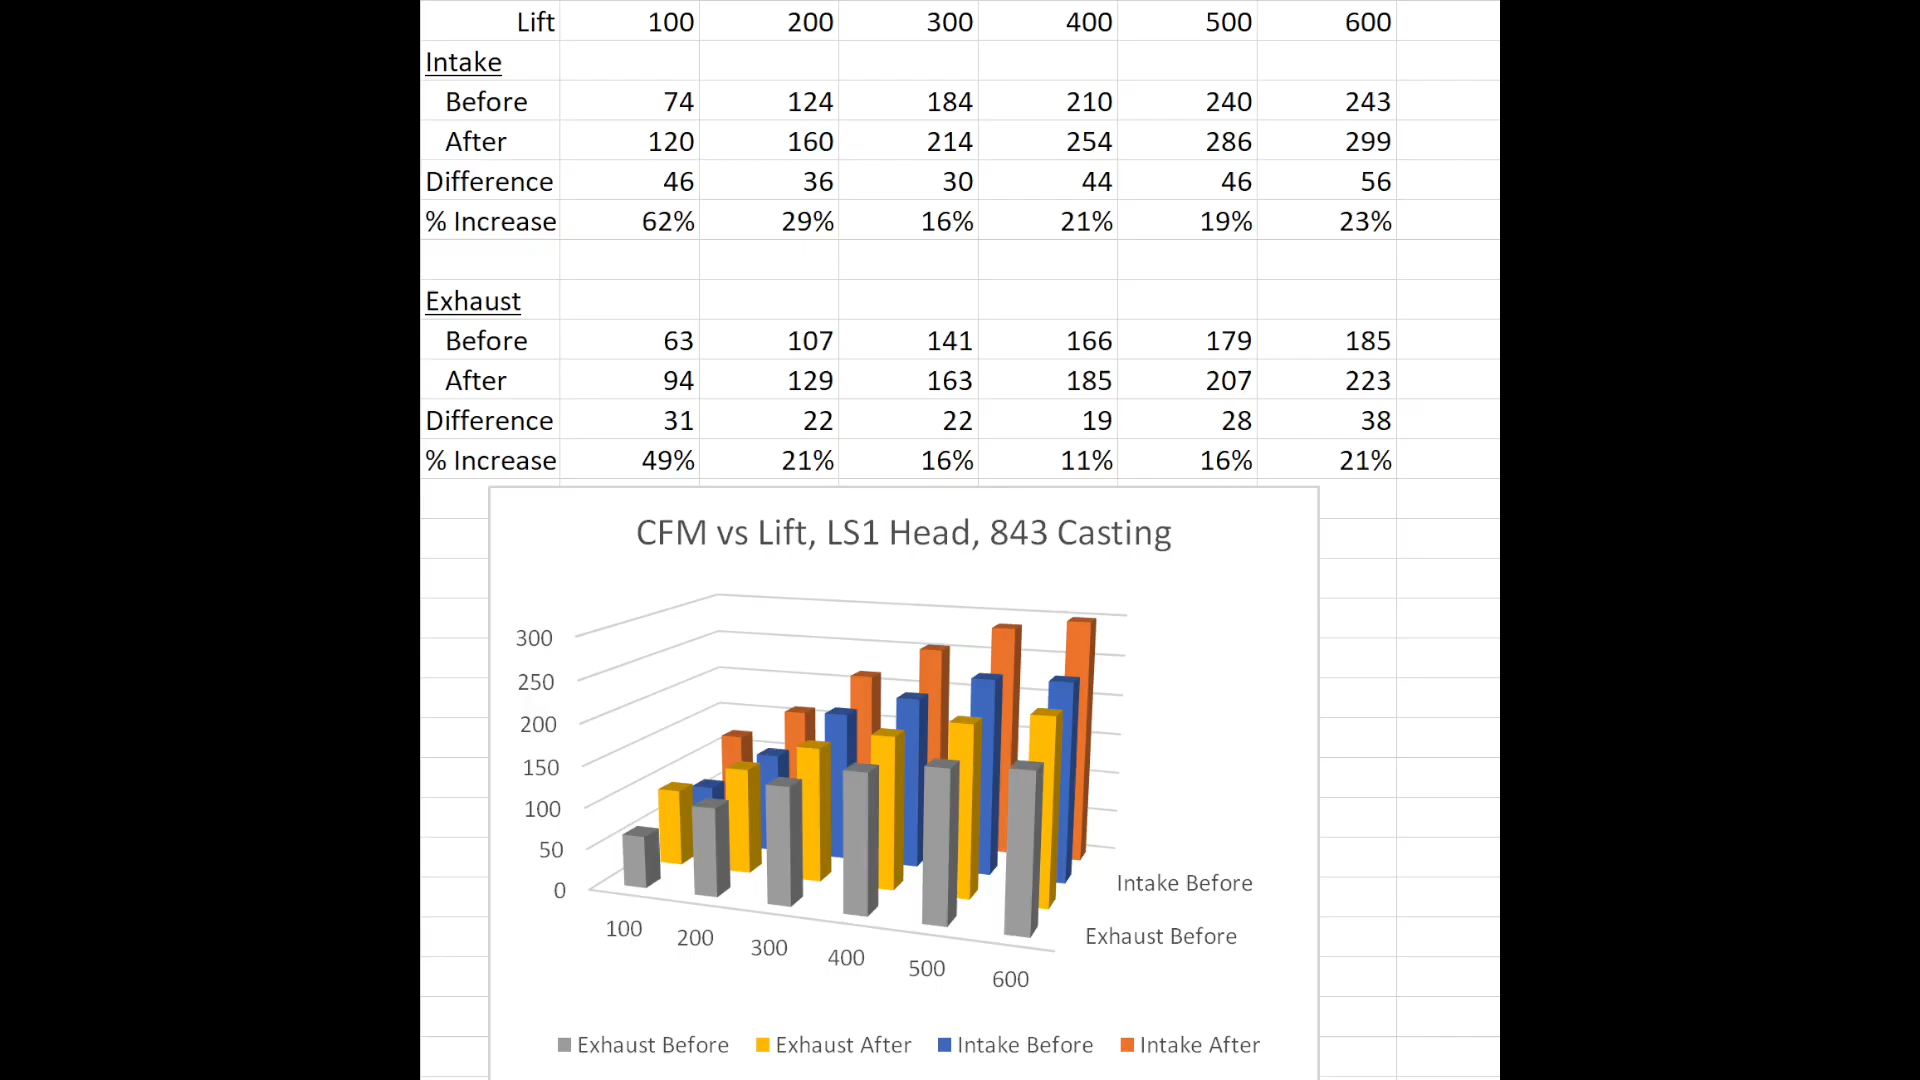 Lift 100 200 300 400 500 600
Intake
Before 74 124 184 210 240 243
After 120 160 214 254 286 299
Difference 46 36 30 44 46 56
% Increase 62% 29% 16% 21% 19% 23%
Exhaust
Before 63 107 141 166 179 185
After 94 129 163 185 207 223
Difference 31 22 22 19 28 38
% Increase 49% 21% 16% 11% 16% 21%
CFM vs Lift, LS1 Head, 843 Casting
300
250
200
150
100
50
0
100 200 300 400 500 600
Intake Before
Exhaust Before
Exhaust Before Exhaust After Intake Before Intake After